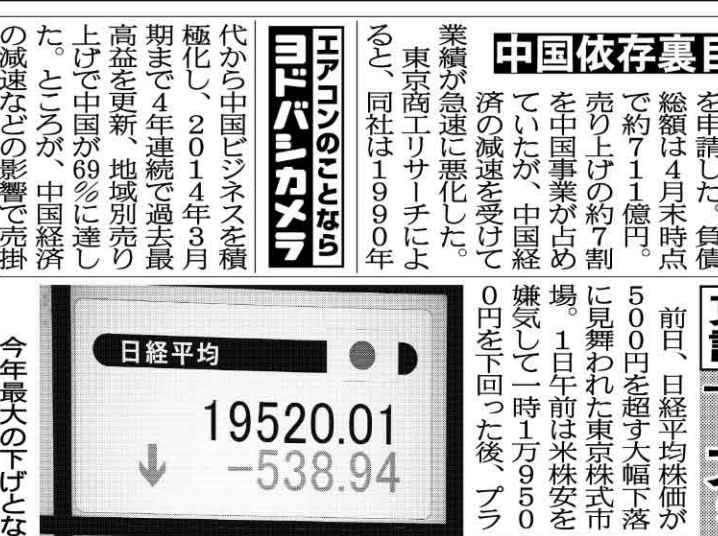 中国依存裏目
を申請した。負債
総額は4月末時点
で約711億円。
売り上げの約7割
を中国事業が占め
ていたが、中国経
済の減速を受けて
業績が急速に悪化した。
東京商工リサーチによ
ると、同社は1990年
エアコンのことなら
ヨドバシカメラ
代から中国ビジネスを積
極化し、2014年3月
期まで4年連続で過去最
高益を更新、地域別売り
上げで中国が69%に達し
た。ところが、中国経済
の減速などの影響で売掛
前日、日経平均株価が
500円を超す大幅下落
に見舞われた東京株式市
場。1日午前は米株安を
嫌気して一時1万950
0円を下回った後、プラ
日経平均
19520.01
↓ -538.94
今年最大の下げとな